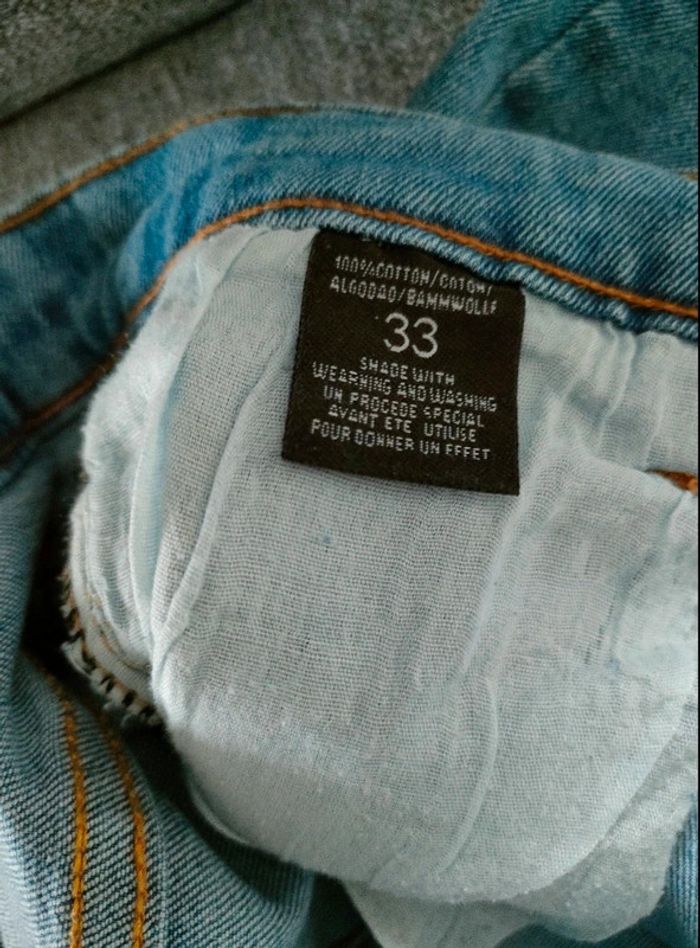 100%COTTON/COTONY
ALGODAO/BAMMWOLLE
33
SHADE WITH
WEARNING AND WASHING
UN PROCEDE SPECIAL
AVANT ETE UTILISE
POUR DONNER UN EFFET